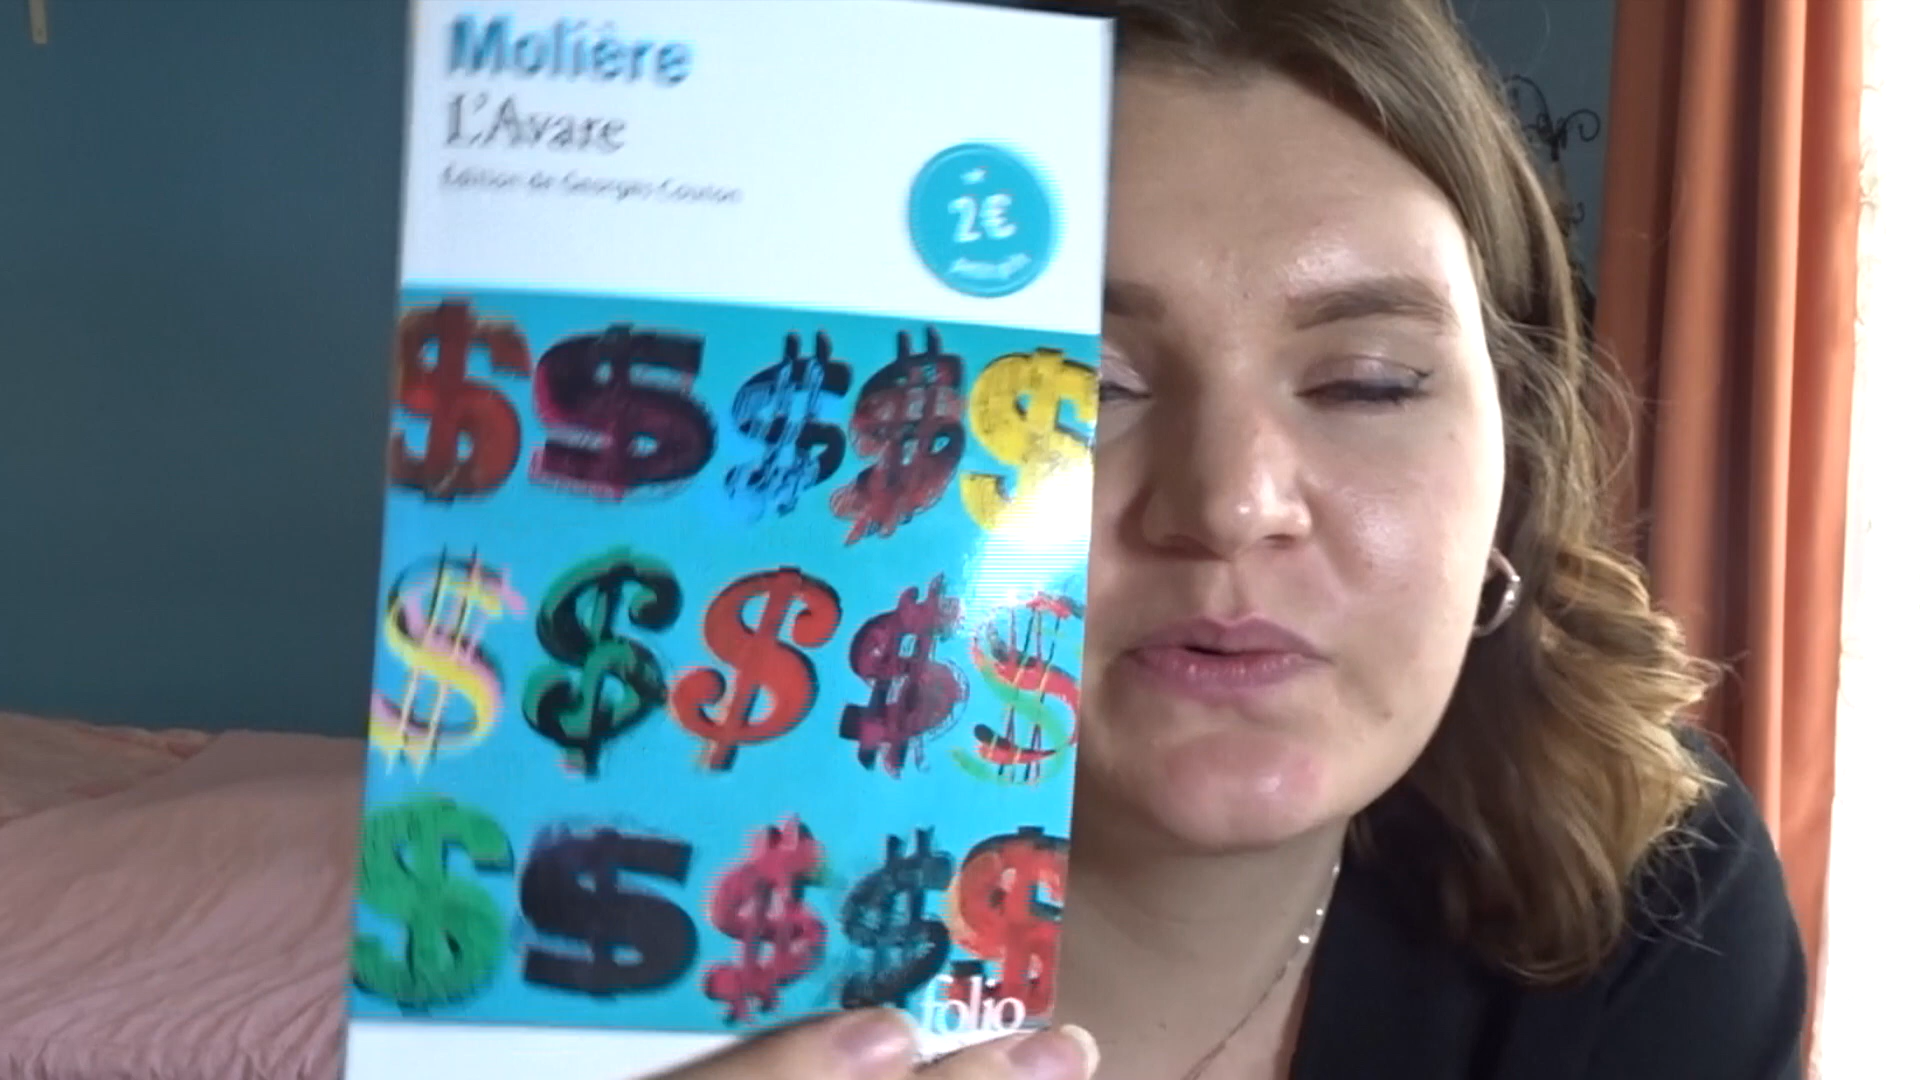 Molière
L'Avare
Édition de Georges Couton
2€
folio